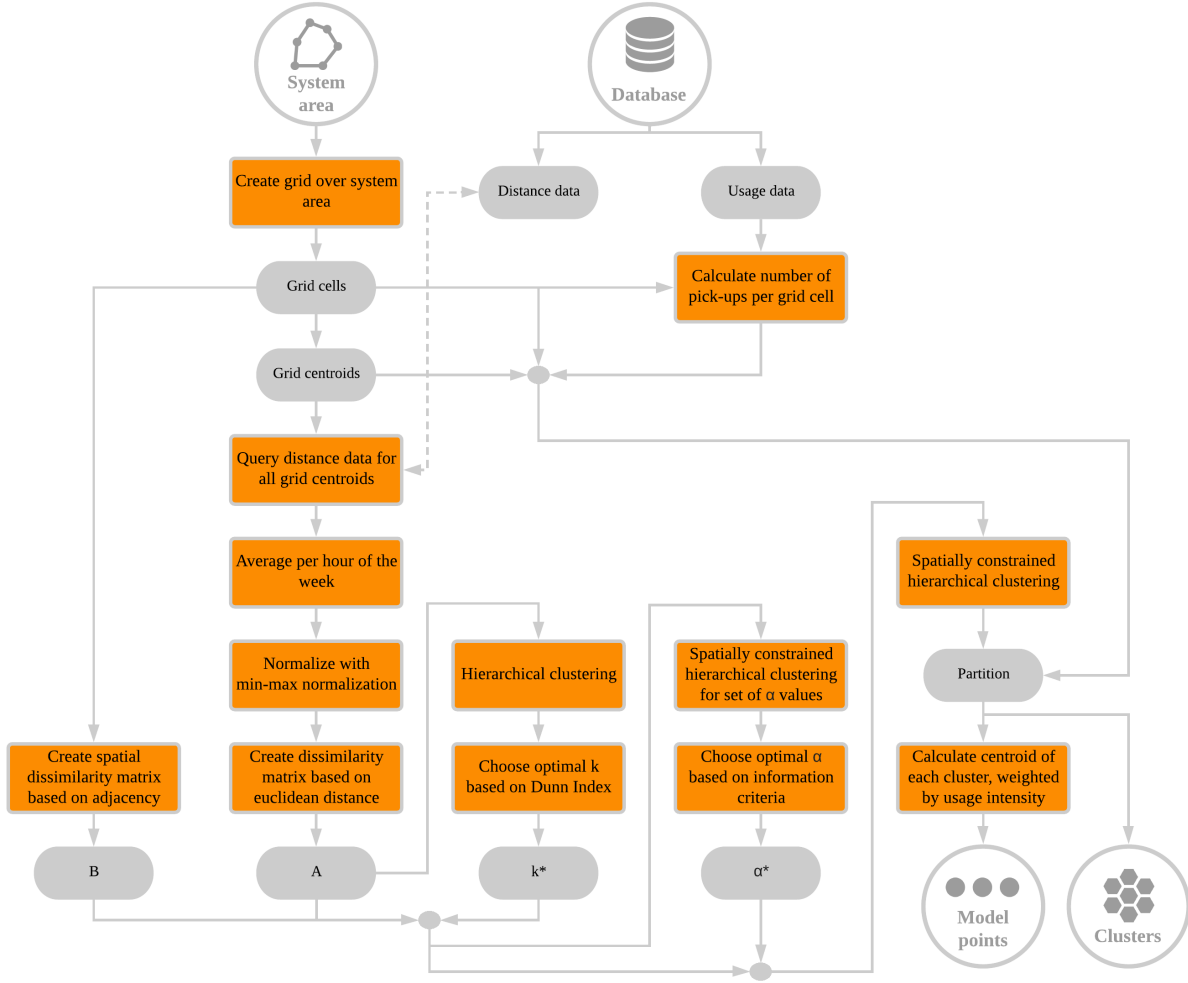 System
area
Database
Create grid over system
area
Distance data
Usage data
Grid cells
Calculate number of
pick-ups per grid cell
Grid centroids
Query distance data for
all grid centroids
Average per hour of the
week
Spatially constrained
hierarchical clustering
Normalize with
min-max normalization
Hierarchical clustering
Spatially constrained
hierarchical clustering
for set of α values
Partition
Create spatial
dissimilarity matrix
based on adjacency
Create dissimilarity
matrix based on
euclidean distance
Choose optimal k
based on Dunn Index
Choose optimal α
based on information
criteria
Calculate centroid of
each cluster, weighted
by usage intensity
B
A
k*
α*
Model
points
Clusters